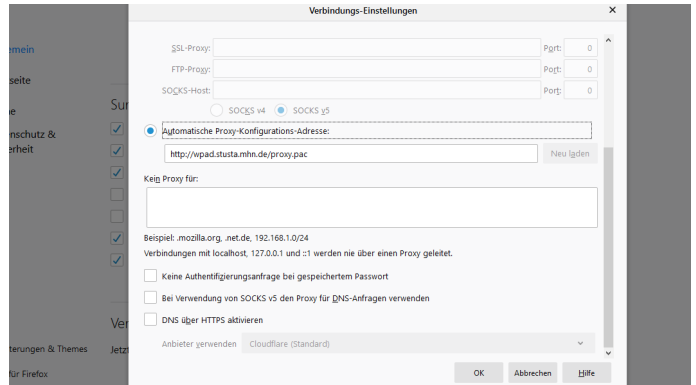 Verbindungs-Einstellungen
emein
SSL-Proxy: Port: 0
FTP-Proxy: Port: 0
seite
SOCKS-Host: Port: 0
SOCKS v4 SOCKS v5
Automatische Proxy-Konfigurations-Adresse:
nschutz &
erheit
http://wpad.stusta.mhn.de/proxy.pac Neu laden
Kein Proxy für:
Beispiel: .mozilla.org, .net.de, 192.168.1.0/24
Verbindungen mit localhost, 127.0.0.1 und ::1 werden nie über einen Proxy geleitet.
Keine Authentifizierungsanfrage bei gespeichertem Passwort
Bei Verwendung von SOCKS v5 den Proxy für DNS-Anfragen verwenden
DNS über HTTPS aktivieren
Ver
Anbieter verwenden Cloudflare (Standard)
terungen & Themes Jetzt
für Firefox
OK Abbrechen Hilfe